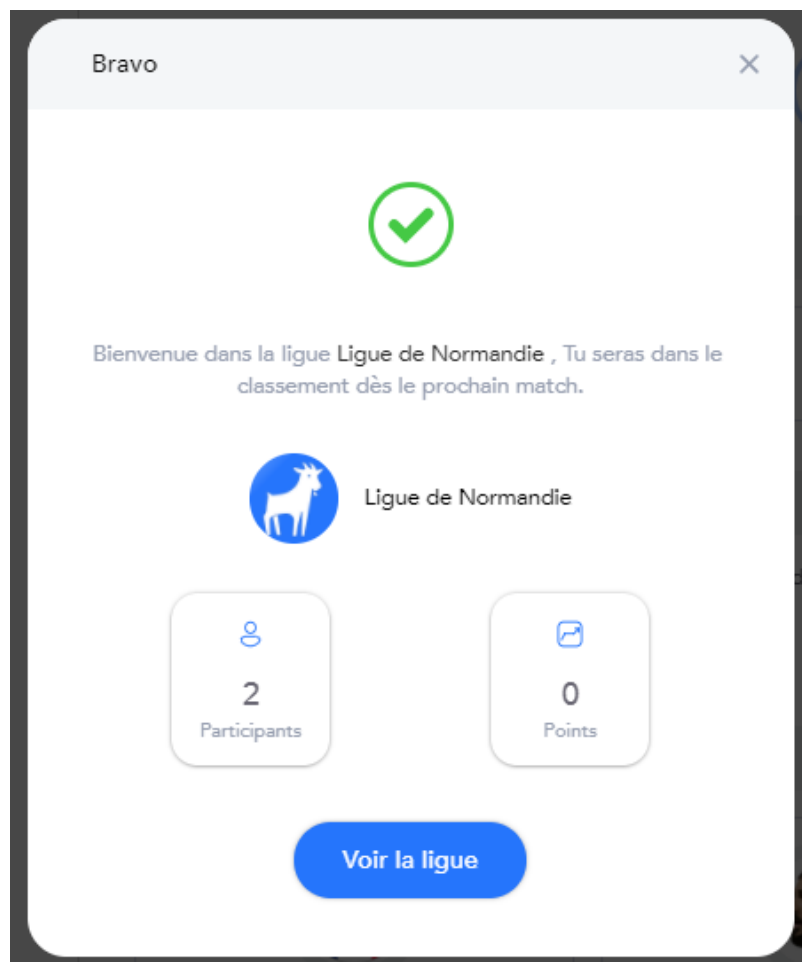 Bravo
Bienvenue dans la ligue Ligue de Normandie , Tu seras dans le
classement dès le prochain match.
Ligue de Normandie
2
Participants
0
Points
Voir la ligue